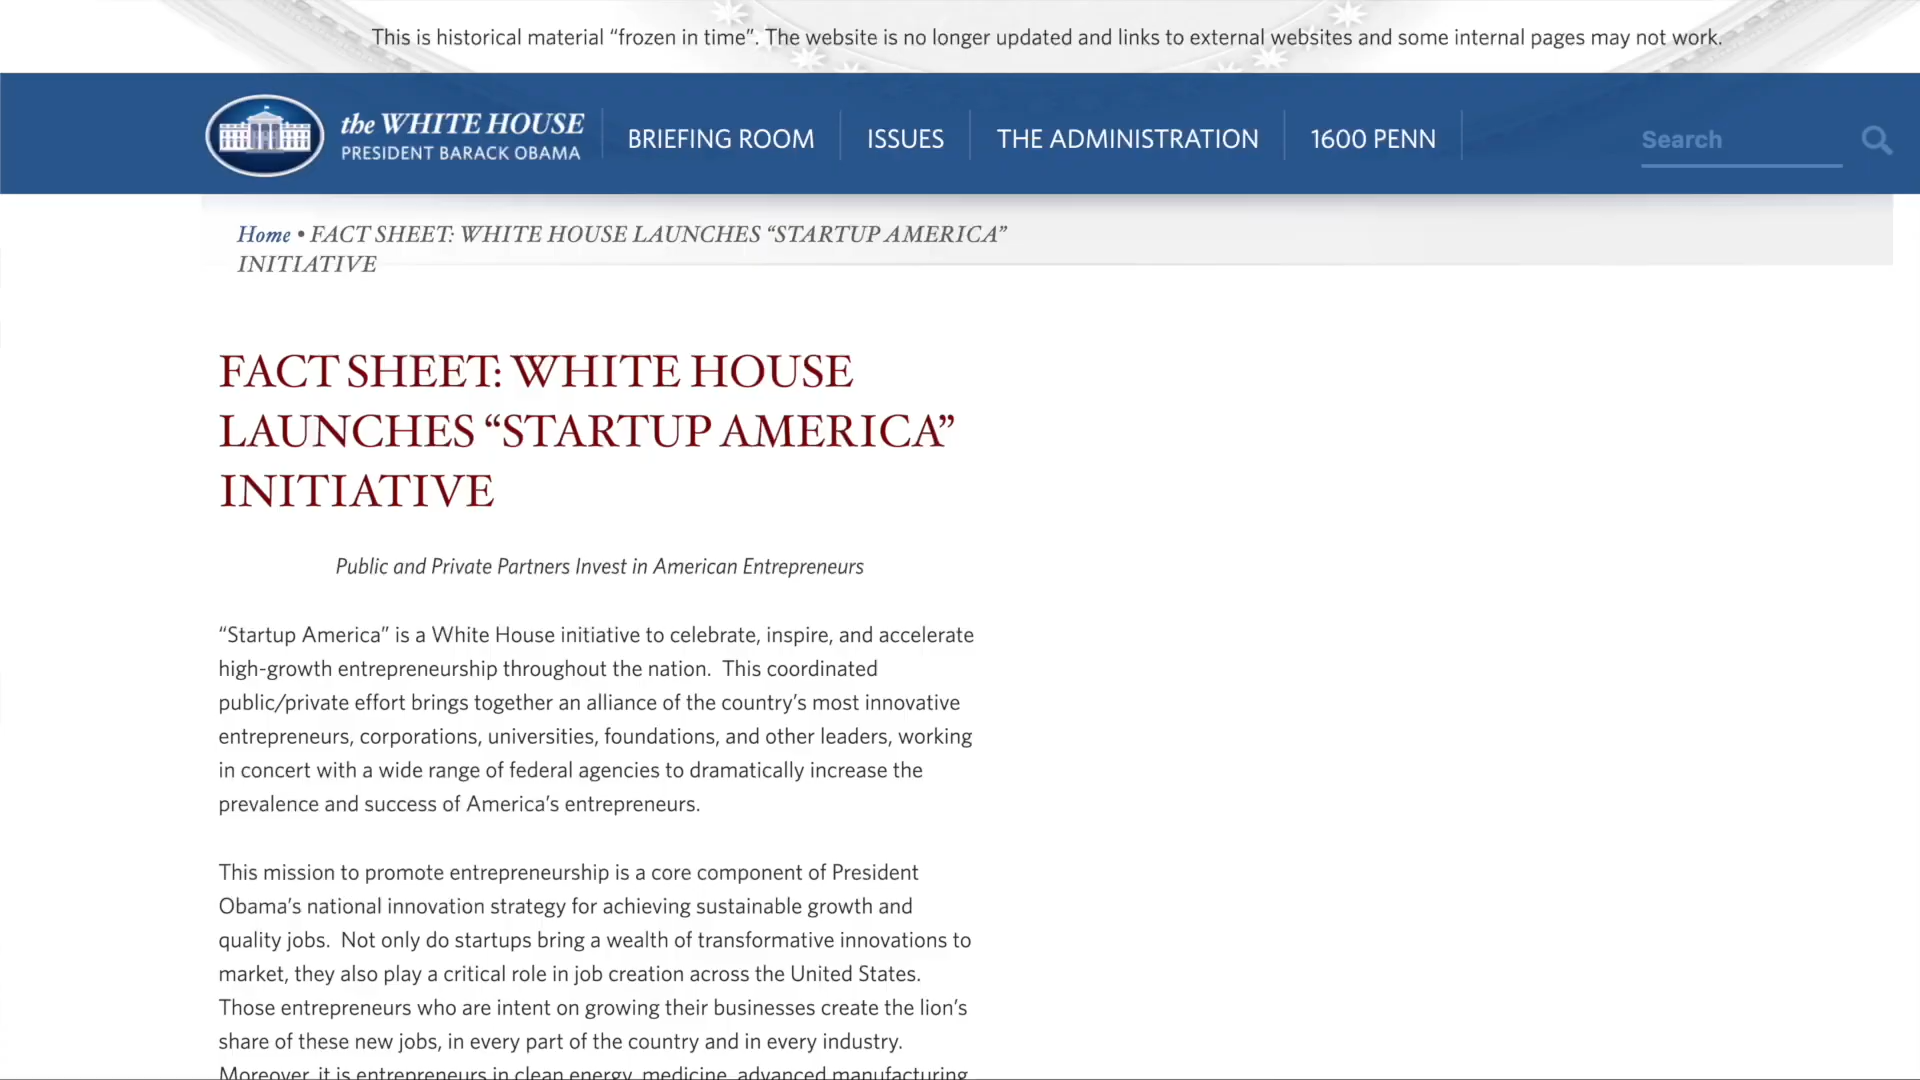 This is historical material “frozen in time”. The website is no longer updated and links to external websites and some internal pages may not work.
the WHITE HOUSE
PRESIDENT BARACK OBAMA
BRIEFING ROOM
ISSUES
THE ADMINISTRATION
1600 PENN
Search
Home • FACT SHEET: WHITE HOUSE LAUNCHES “STARTUP AMERICA”
INITIATIVE
FACT SHEET: WHITE HOUSE
LAUNCHES “STARTUP AMERICA”
INITIATIVE
Public and Private Partners Invest in American Entrepreneurs
“Startup America” is a White House initiative to celebrate, inspire, and accelerate
high-growth entrepreneurship throughout the nation.  This coordinated
public/private effort brings together an alliance of the country’s most innovative
entrepreneurs, corporations, universities, foundations, and other leaders, working
in concert with a wide range of federal agencies to dramatically increase the
prevalence and success of America’s entrepreneurs.
This mission to promote entrepreneurship is a core component of President
Obama’s national innovation strategy for achieving sustainable growth and
quality jobs.  Not only do startups bring a wealth of transformative innovations to
market, they also play a critical role in job creation across the United States.
Those entrepreneurs who are intent on growing their businesses create the lion’s
share of these new jobs, in every part of the country and in every industry.
Moreover, it is entrepreneurs in clean energy, medicine, advanced manufacturing,